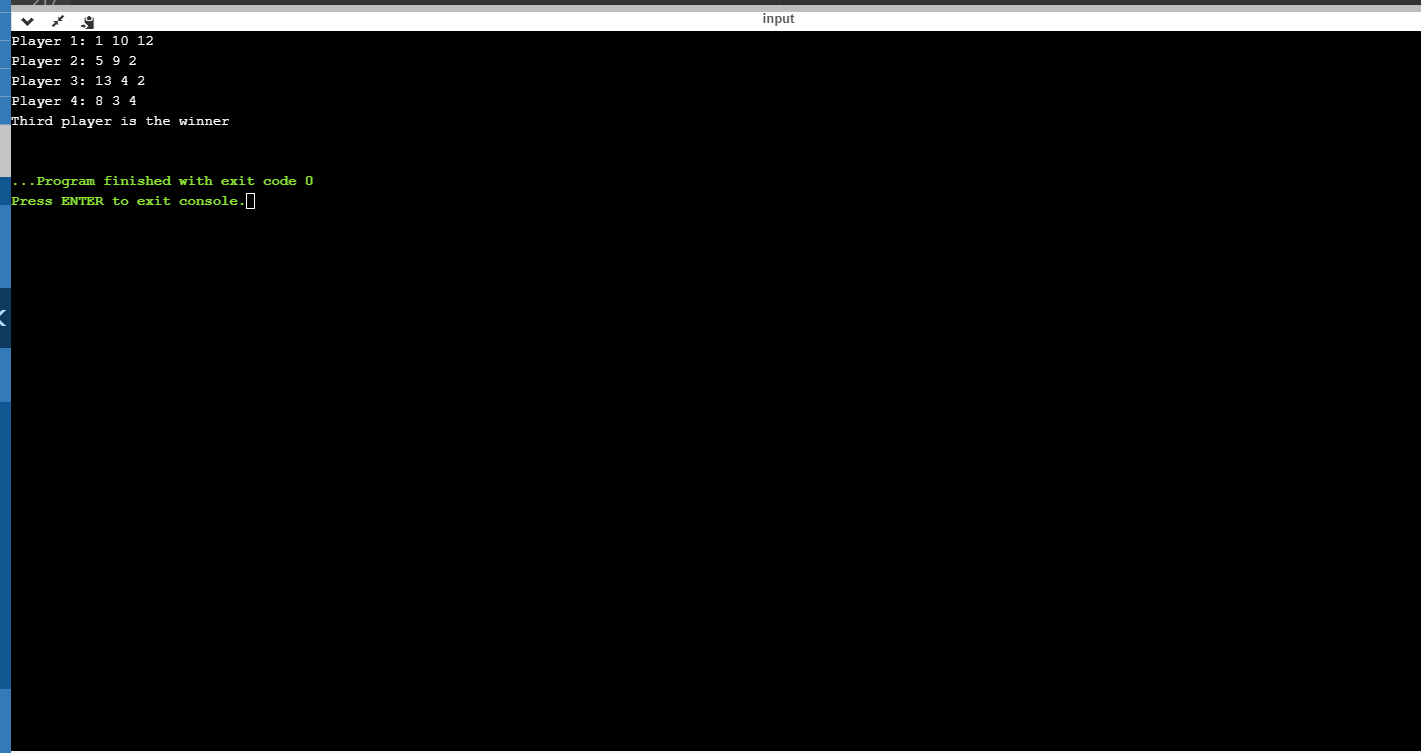 input
Player 1: 1 10 12
Player 2: 5 9 2
Player 3: 13 4 2
Player 4: 8 3 4
Third player is the winner
...Program finished with exit code 0
Press ENTER to exit console.